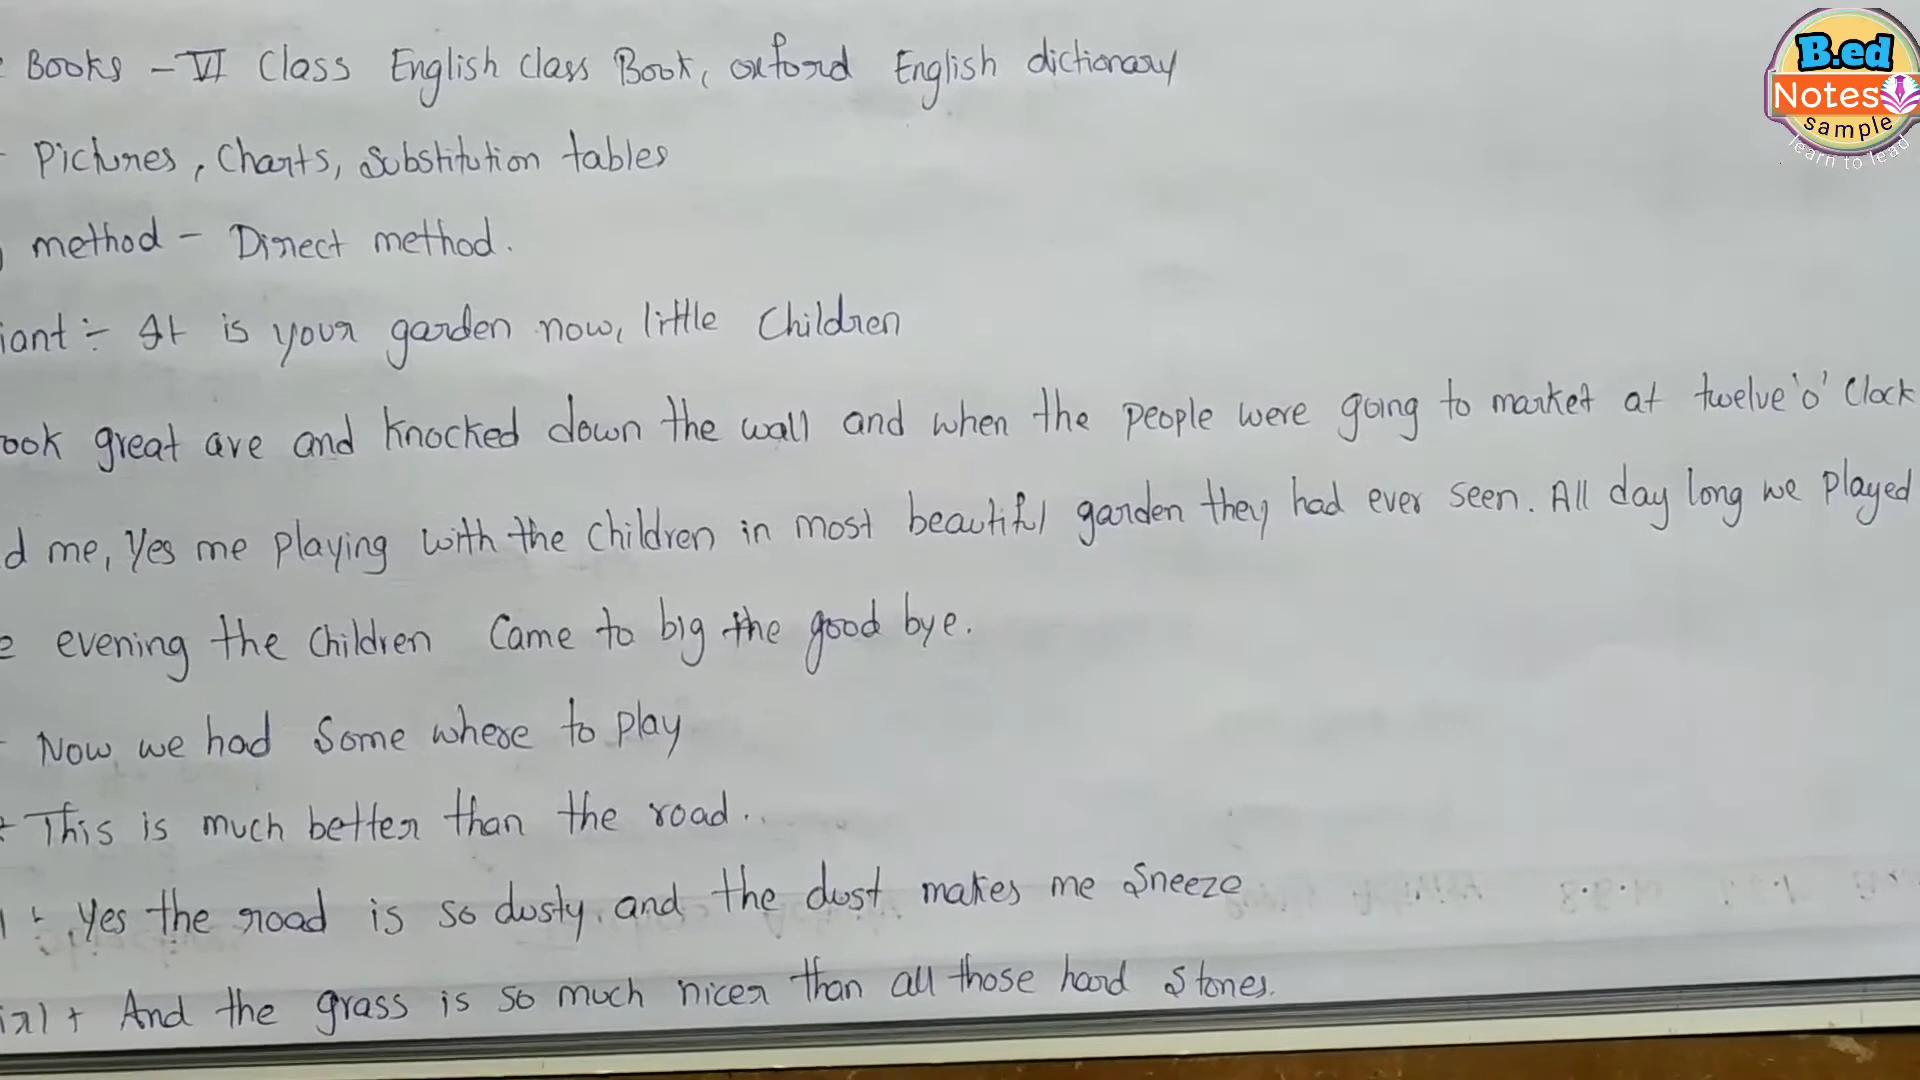 Books - VI Class English class Book, oxford English dictionary
Pictures, Charts, Substitution tables
method - Direct method.
iant :- It is your garden now, little Children
ook great are and knocked down the wall and when the people were going to market at twelve 'o' Clock
d me, Yes me playing with the children in most beautiful garden they had ever seen. All day long we played
e evening the children Came to big the good bye.
Now we had Some where to play
This is much better than the road..
l :- Yes the road is so dusty, and the dust makes me Sneeze
And the grass is so much nicer than all those hard Stones.
B.ed
Notes
sample
learn to lead